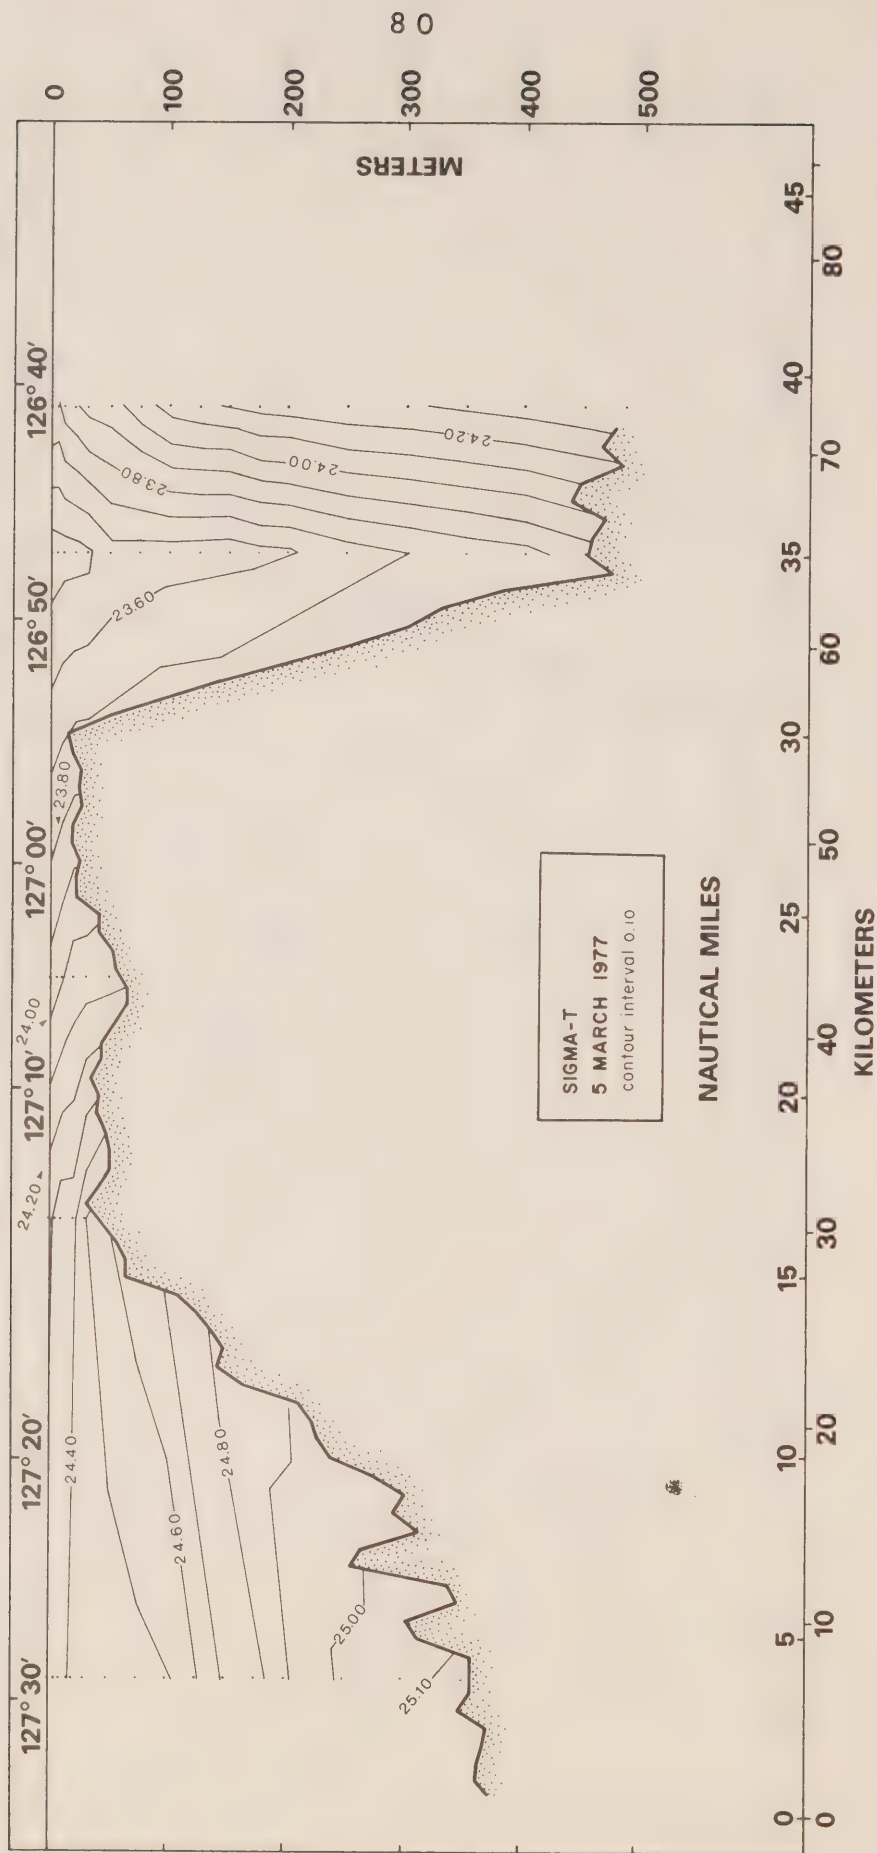 127° 30′ 127° 20′ 127° 10′ 127° 00′ 126° 50′ 126° 40′
24.20 24.00
23.80
24.40
24.60
24.80
25.00
25.10
23.60
23.80
24.00
24.20
0
100
200
300
400
500
METERS
SIGMA-T
5 MARCH 1977
contour interval 0.10
NAUTICAL MILES
0 5 10 15 20 25 30 35 40 45
0 10 20 30 40 50 60 70 80
KILOMETERS
80